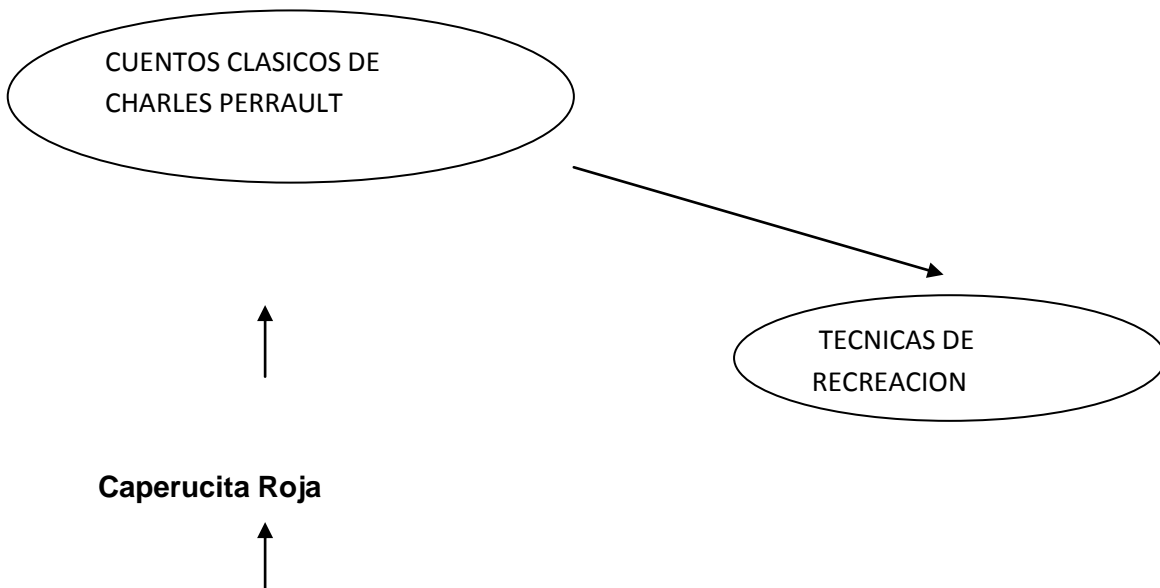 CUENTOS CLASICOS DE
CHARLES PERRAULT
TECNICAS DE
RECREACION
Caperucita Roja